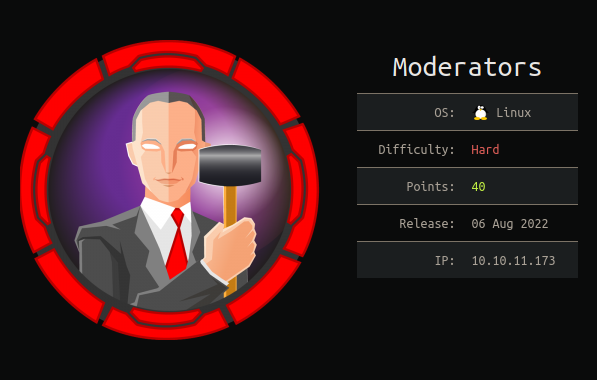 Moderators
OS: Linux
Difficulty: Hard
Points: 40
Release: 06 Aug 2022
IP: 10.10.11.173